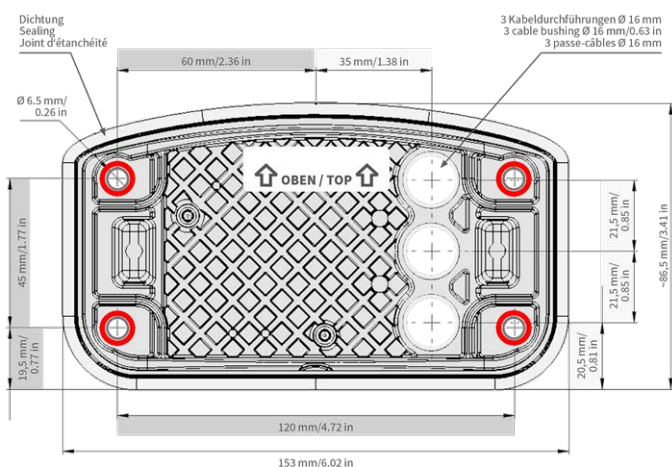 Dichtung
Sealing
Joint d'étanchéité
3 Kabeldurchführungen Ø 16 mm
3 cable bushing Ø 16 mm/0.63 in
3 passe-câbles Ø 16 mm
60 mm/2.36 in
35 mm/1.38 in
Ø 6.5 mm/
0.26 in
OBEN / TOP
45 mm/1.77 in
19,5 mm/
0.77 in
21,5 mm/
0.85 in
21,5 mm/
0.85 in
20,5 mm/
0.81 in
~86,5 mm/3.41 in
120 mm/4.72 in
153 mm/6.02 in